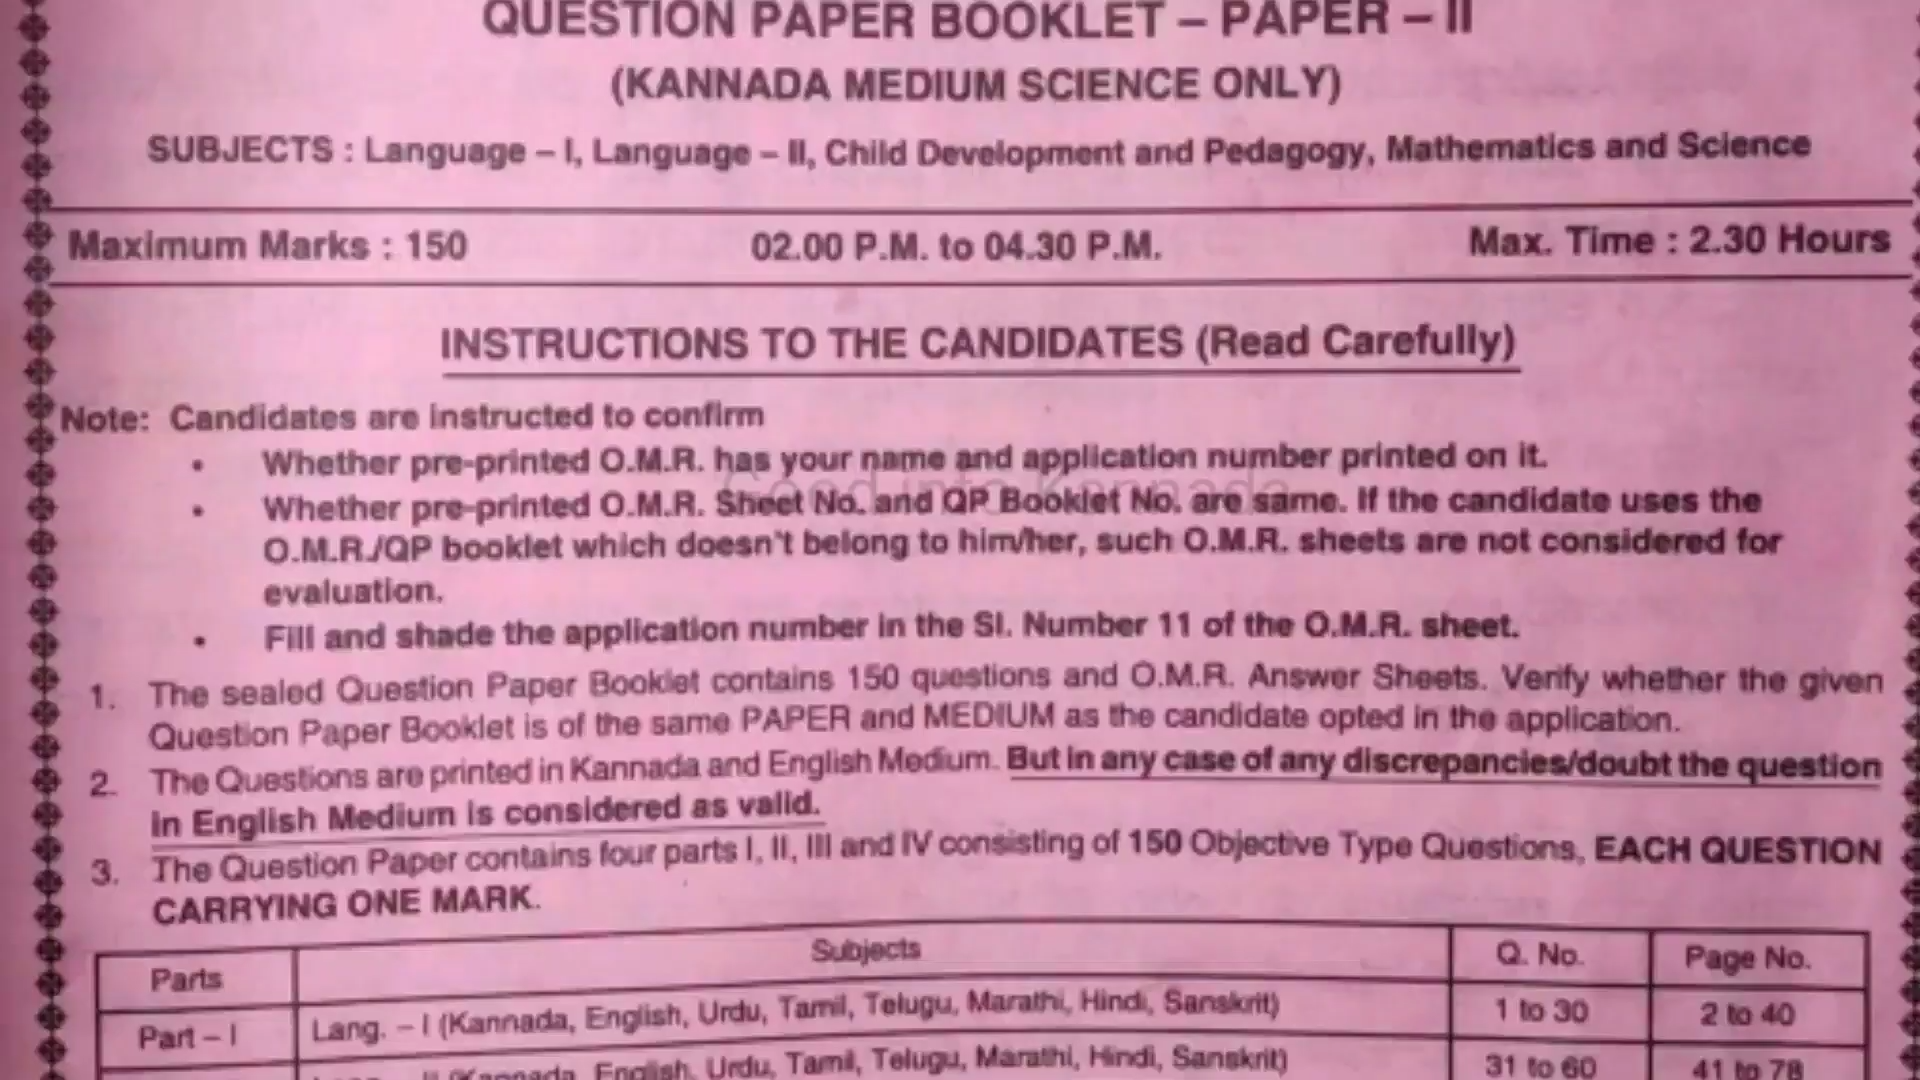 QUESTION PAPER BOOKLET – PAPER – II
(KANNADA MEDIUM SCIENCE ONLY)
SUBJECTS : Language – I, Language – II, Child Development and Pedagogy, Mathematics and Science
Maximum Marks : 150 02.00 P.M. to 04.30 P.M. Max. Time : 2.30 Hours
INSTRUCTIONS TO THE CANDIDATES (Read Carefully)
Note: Candidates are instructed to confirm
• Whether pre-printed O.M.R. has your name and application number printed on it.
Good info Kannada
• Whether pre-printed O.M.R. Sheet No. and QP Booklet No. are same. If the candidate uses the
O.M.R./QP booklet which doesn't belong to him/her, such O.M.R. sheets are not considered for
evaluation.
• Fill and shade the application number in the Sl. Number 11 of the O.M.R. sheet.
1. The sealed Question Paper Booklet contains 150 questions and O.M.R. Answer Sheets. Verify whether the given
Question Paper Booklet is of the same PAPER and MEDIUM as the candidate opted in the application.
2. The Questions are printed in Kannada and English Medium. But in any case of any discrepancies/doubt the question
in English Medium is considered as valid.
3. The Question Paper contains four parts I, II, III and IV consisting of 150 Objective Type Questions, EACH QUESTION
CARRYING ONE MARK.
Parts Subjects Q. No. Page No.
Part – I Lang. – I (Kannada, English, Urdu, Tamil, Telugu, Marathi, Hindi, Sanskrit) 1 to 30 2 to 40
English, Urdu, Tamil, Telugu, Marathi, Hindi, Sanskrit) 31 to 60 41 to 78